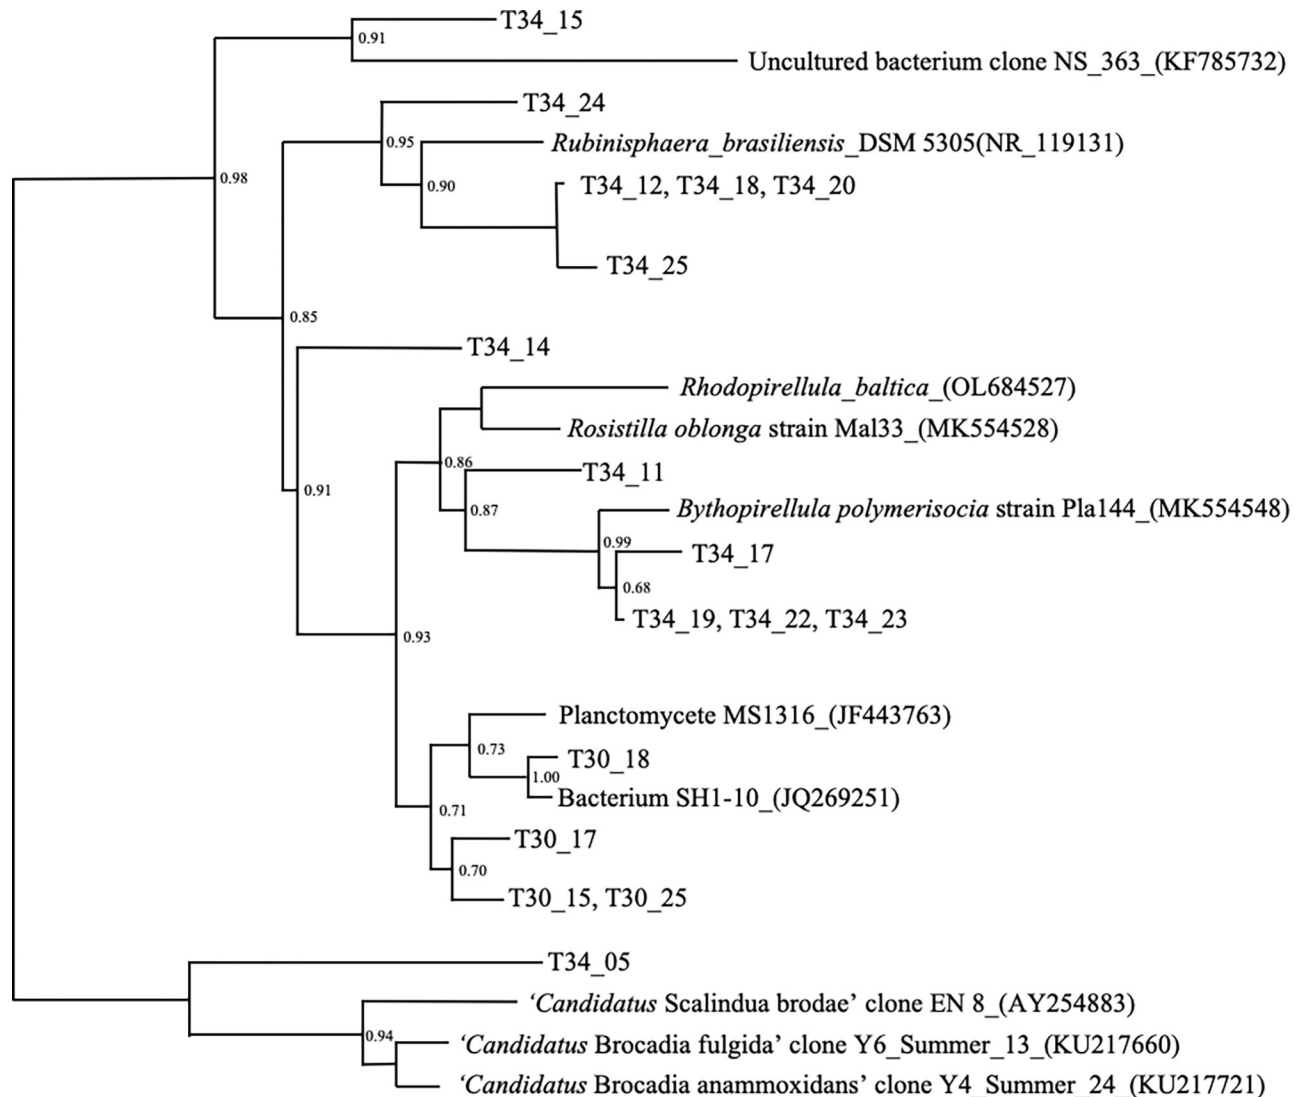 T34_15
0.91
Uncultured bacterium clone NS_363_(KF785732)
T34_24
0.95
Rubinisphaera_brasiliensis_DSM 5305(NR_119131)
0.98
0.90
T34_12, T34_18, T34_20
T34_25
0.85
T34_14
Rhodopirellula_baltica_(OL684527)
Rosistilla oblonga strain Mal33_(MK554528)
0.86
T34_11
0.91
0.87
Bythopirellula polymerisocia strain Pla144_(MK554548)
0.99
T34_17
0.68
T34_19, T34_22, T34_23
0.93
Planctomycete MS1316_(JF443763)
0.73
T30_18
1.00
Bacterium SH1-10_(JQ269251)
0.71
T30_17
0.70
T30_15, T30_25
T34_05
‘Candidatus Scalindua brodae’ clone EN 8_(AY254883)
0.94
‘Candidatus Brocadia fulgida’ clone Y6_Summer_13_(KU217660)
‘Candidatus Brocadia anammoxidans’ clone Y4_Summer_24_(KU217721)